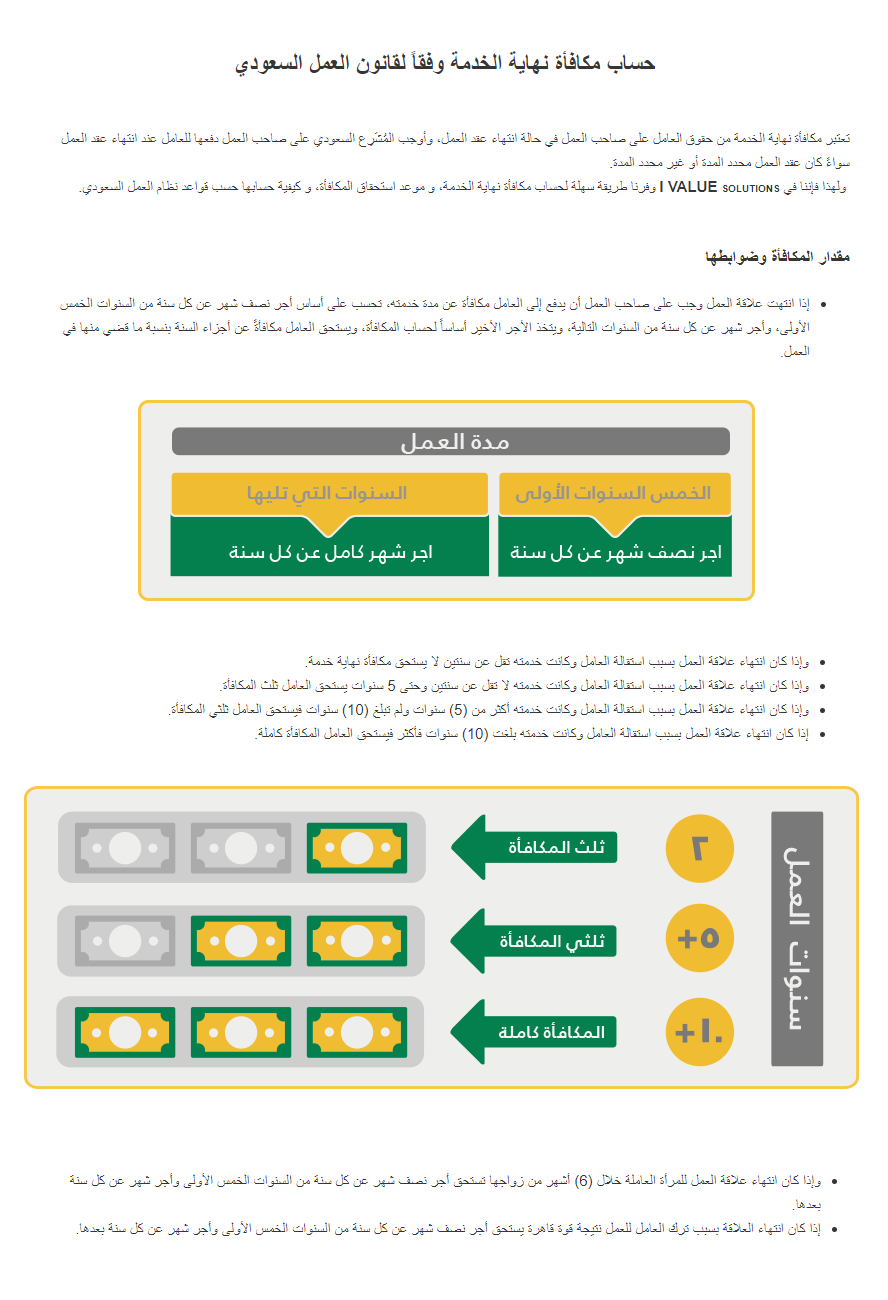 حساب مكافأة نهاية الخدمة وفقاً لقانون العمل السعودي
تعتبر مكافأة نهاية الخدمة من حقوق العامل على صاحب العمل في حالة انتهاء عقد العمل، وأوجب المُشرّع السعودي على صاحب العمل دفعها للعامل عند انتهاء عقد العمل
سواءً كان عقد العمل محدد المدة أو غير محدد المدة.
ولهذا فإننا في I VALUE SOLUTIONS وفرنا طريقة سهلة لحساب مكافأة نهاية الخدمة، و موعد استحقاق المكافأة، و كيفية حسابها حسب قواعد نظام العمل السعودي.
مقدار المكافأة وضوابطها
• إذا انتهت علاقة العمل وجب على صاحب العمل أن يدفع إلى العامل مكافأة عن مدة خدمته، تحسب على أساس أجر نصف شهر عن كل سنة من السنوات الخمس
الأولى، وأجر شهر عن كل سنة من السنوات التالية، ويتخذ الأجر الأخير أساساً لحساب المكافأة، ويستحق العامل مكافأةً عن أجزاء السنة بنسبة ما قضي منها في
العمل.
مدة العمل
الخمس السنوات الأولى
السنوات التي تليها
اجر نصف شهر عن كل سنة
اجر شهر كامل عن كل سنة
• وإذا كان انتهاء علاقة العمل بسبب استقالة العامل وكانت خدمته تقل عن سنتين لا يستحق مكافأة نهاية خدمة.
• وإذا كان انتهاء علاقة العمل بسبب استقالة العامل وكانت خدمته لا تقل عن سنتين وحتى 5 سنوات يستحق العامل ثلث المكافأة.
• وإذا كان انتهاء علاقة العمل بسبب استقالة العامل وكانت خدمته أكثر من (5) سنوات ولم تبلغ (10) سنوات فيستحق العامل ثلثي المكافأة.
• إذا كان انتهاء علاقة العمل بسبب استقالة العامل وكانت خدمته بلغت (10) سنوات فأكثر فيستحق العامل المكافأة كاملة.
سنوات العمل
٢
ثلث المكافأة
+٥
ثلثي المكافأة
+١٠
المكافأة كاملة
• وإذا كان انتهاء علاقة العمل للمرأة العاملة خلال (6) أشهر من زواجها تستحق أجر نصف شهر عن كل سنة من السنوات الخمس الأولى وأجر شهر عن كل سنة
بعدها.
• إذا كان انتهاء العلاقة بسبب ترك العامل للعمل نتيجة قوة قاهرة يستحق أجر نصف شهر عن كل سنة من السنوات الخمس الأولى وأجر شهر عن كل سنة بعدها.